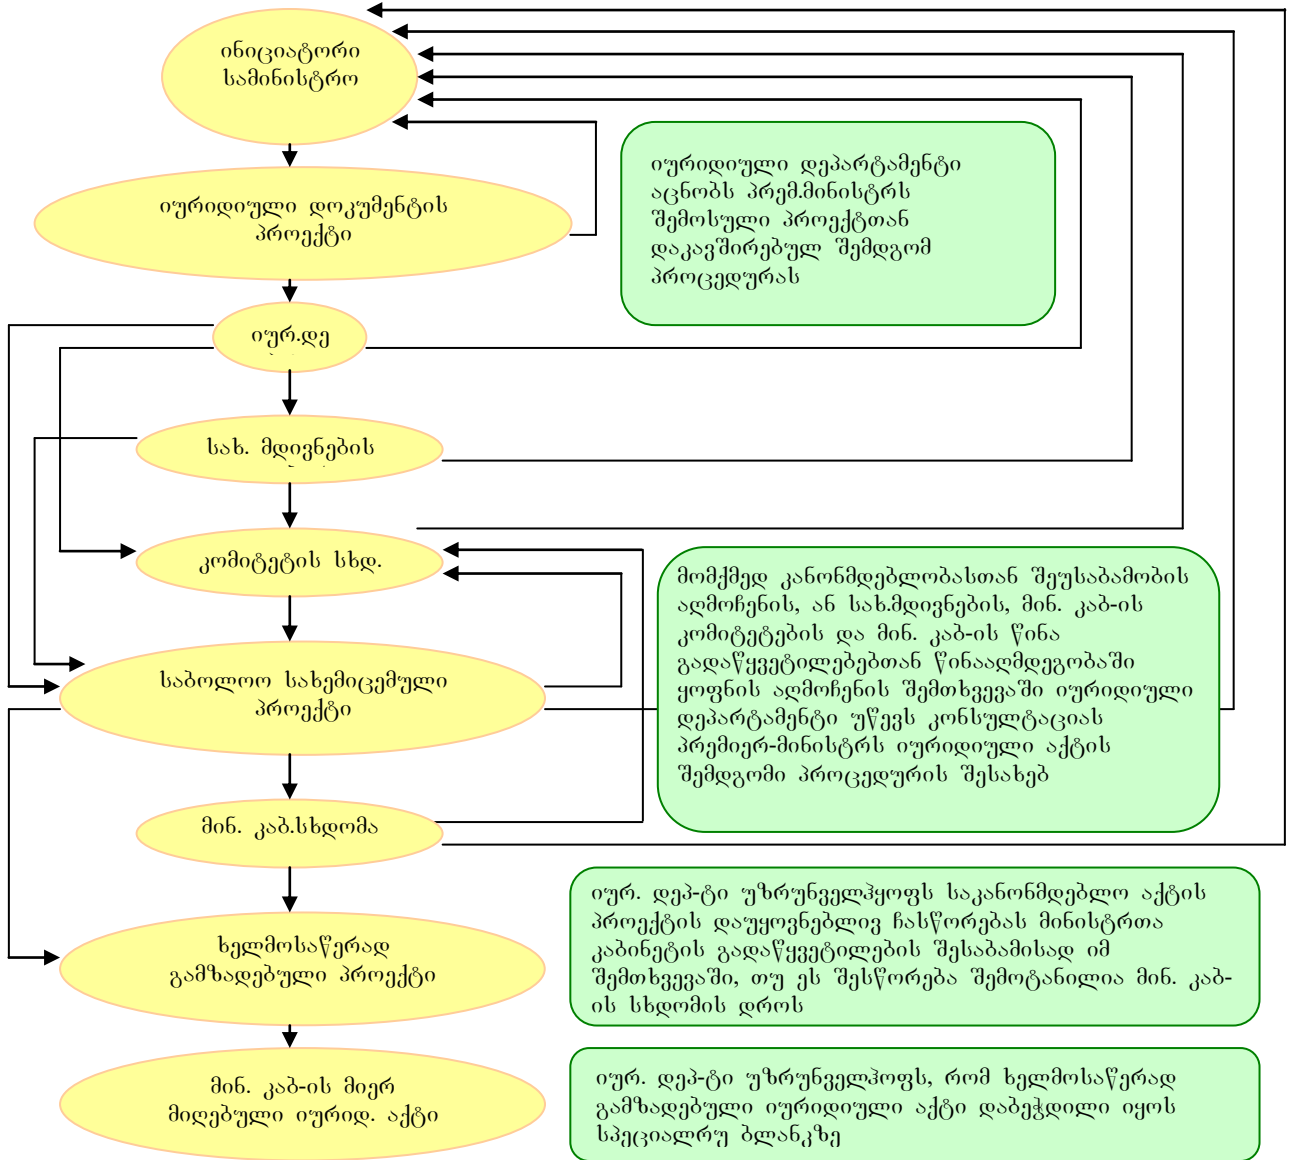 ინიციატორი
სამინისტრო
იურიდიული დოკუმენტის
პროექტი
იურიდიული დეპარტამენტი
აცნობს პრემ.მინისტრს
შემოსული პროექტთან
დაკავშირებულ შემდგომ
პროცედურას
იურ.დე
სახ. მდივნების
კომიტეტის სხდ.
მომქმედ კანონმდებლობასთან შეუსაბამობის
აღმოჩენის, ან სახ.მდივნების, მინ. კაბ-ის
კომიტეტების და მინ. კაბ-ის წინა
გადაწყვეტილებებთან წინააღმდეგობაში
ყოფნის აღმოჩენის შემთხვევაში იურიდიული
დეპარტამენტი უწევს კონსულტაციას
პრემიერ-მინისტრს იურიდიული აქტის
შემდგომი პროცედურის შესახებ
საბოლოო სახემიცემული
პროექტი
მინ. კაბ.სხდომა
იურ. დეპ-ტი უზრუნველჰყოფს საკანონმდებლო აქტის
პროექტის დაუყოვნებლივ ჩასწორებას მინისტრთა
კაბინეტის გადაწყვეტილების შესაბამისად იმ
შემთხვევაში, თუ ეს შესწორება შემოტანილია მინ. კაბ-
ის სხდომის დროს
ხელმოსაწერად
გამზადებული პროექტი
მინ. კაბ-ის მიერ
მიღებული იურიდ. აქტი
იურ. დეპ-ტი უზრუნველჰოფს, რომ ხელმოსაწერად
გამზადებული იურიდიული აქტი დაბეჭდილი იყოს
სპეციალრუ ბლანკზე